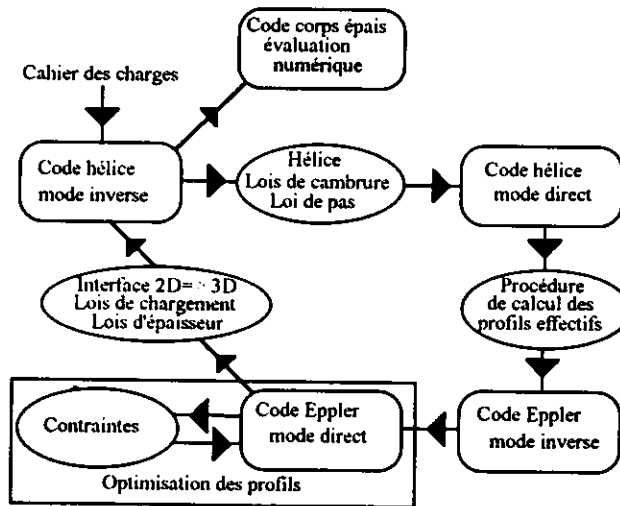 Code corps épais
évaluation
numérique
Cahier des charges
Code hélice
mode inverse
Hélice
Lois de cambrure
Loi de pas
Code hélice
mode direct
Interface 2D=> 3D
Lois de chargement
Lois d'épaisseur
Procédure
de calcul des
profils effectifs
Contraintes
Code Eppler
mode direct
Code Eppler
mode inverse
Optimisation des profils